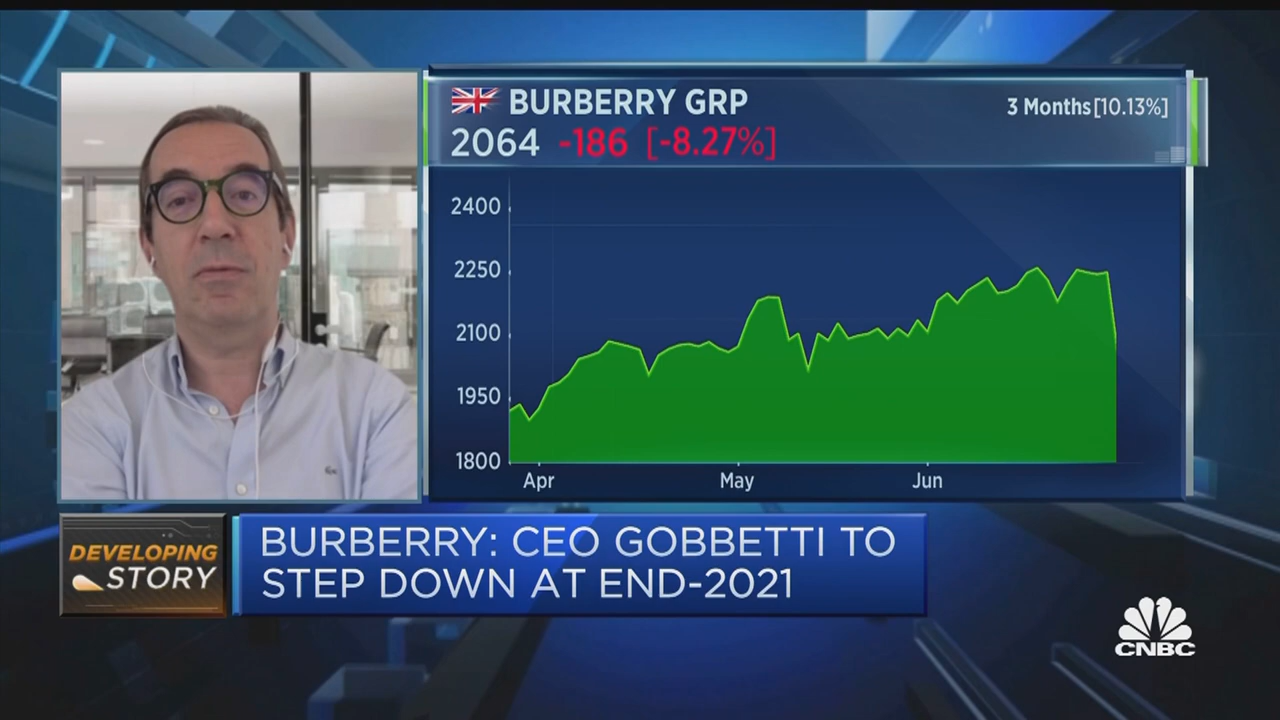 BURBERRY GRP
3 Months[10.13%]
2064 -186 [-8.27%]
2400
2250
2100
1950
1800
Apr May Jun
DEVELOPING
STORY
BURBERRY: CEO GOBBETTI TO
STEP DOWN AT END-2021
CNBC